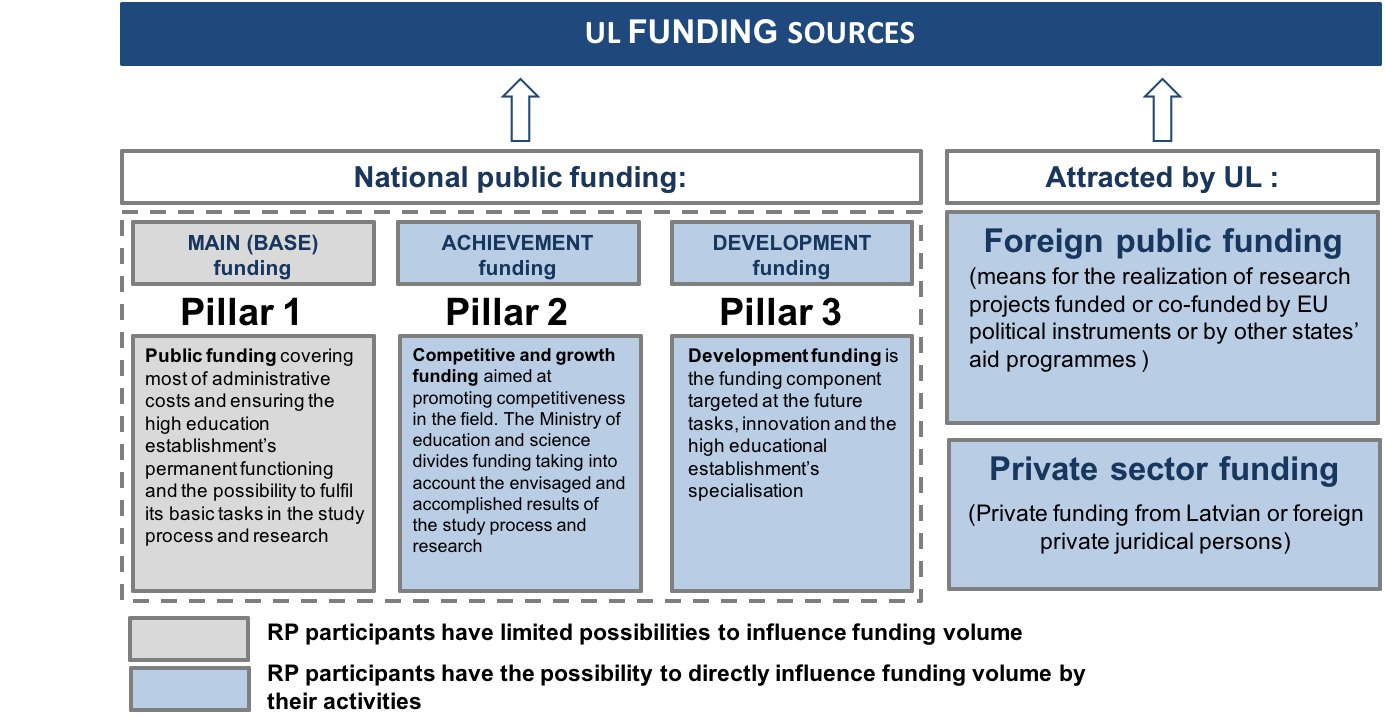 UL FUNDING SOURCES
National public funding:
MAIN (BASE)
funding
Pillar 1
Public funding covering
most of administrative
costs and ensuring the
high education
establishment's
permanent functioning
and the possibility to fulfil
its basic tasks in the study
process and research
ACHIEVEMENT
funding
Pillar 2
Competitive and growth
funding aimed at
promoting competitiveness
in the field. The Ministry of
education and science
divides funding taking into
account the envisaged and
accomplished results of
the study process and
research
DEVELOPMENT
funding
Pillar 3
Development funding is
the funding component
targeted at the future
tasks, innovation and the
high educational
establishment's
specialisation
Attracted by UL :
Foreign public funding
(means for the realization of research
projects funded or co-funded by EU
political instruments or by other states'
aid programmes )
Private sector funding
(Private funding from Latvian or foreign
private juridical persons)
RP participants have limited possibilities to influence funding volume
RP participants have the possibility to directly influence funding volume by
their activities